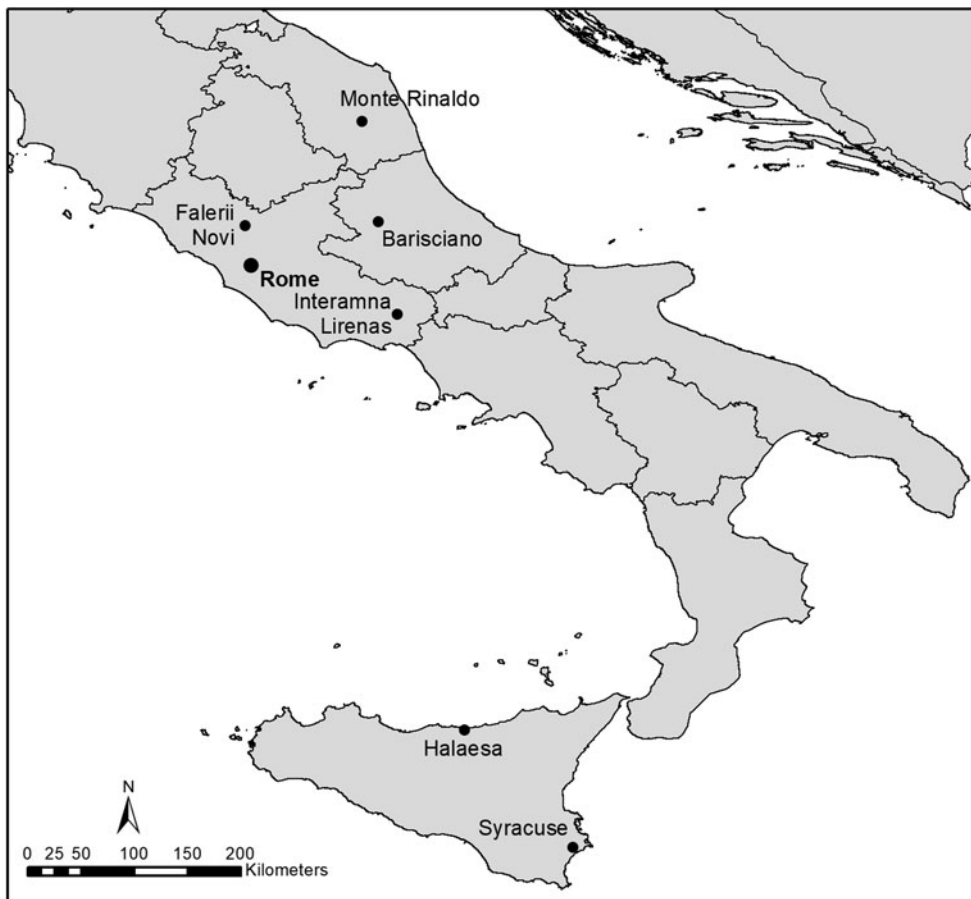 Monte Rinaldo
Falerii
Novi
Barisciano
Rome
Interamna
Lirenas
Halaesa
Syracuse
N
0 25 50 100 150 200
Kilometers